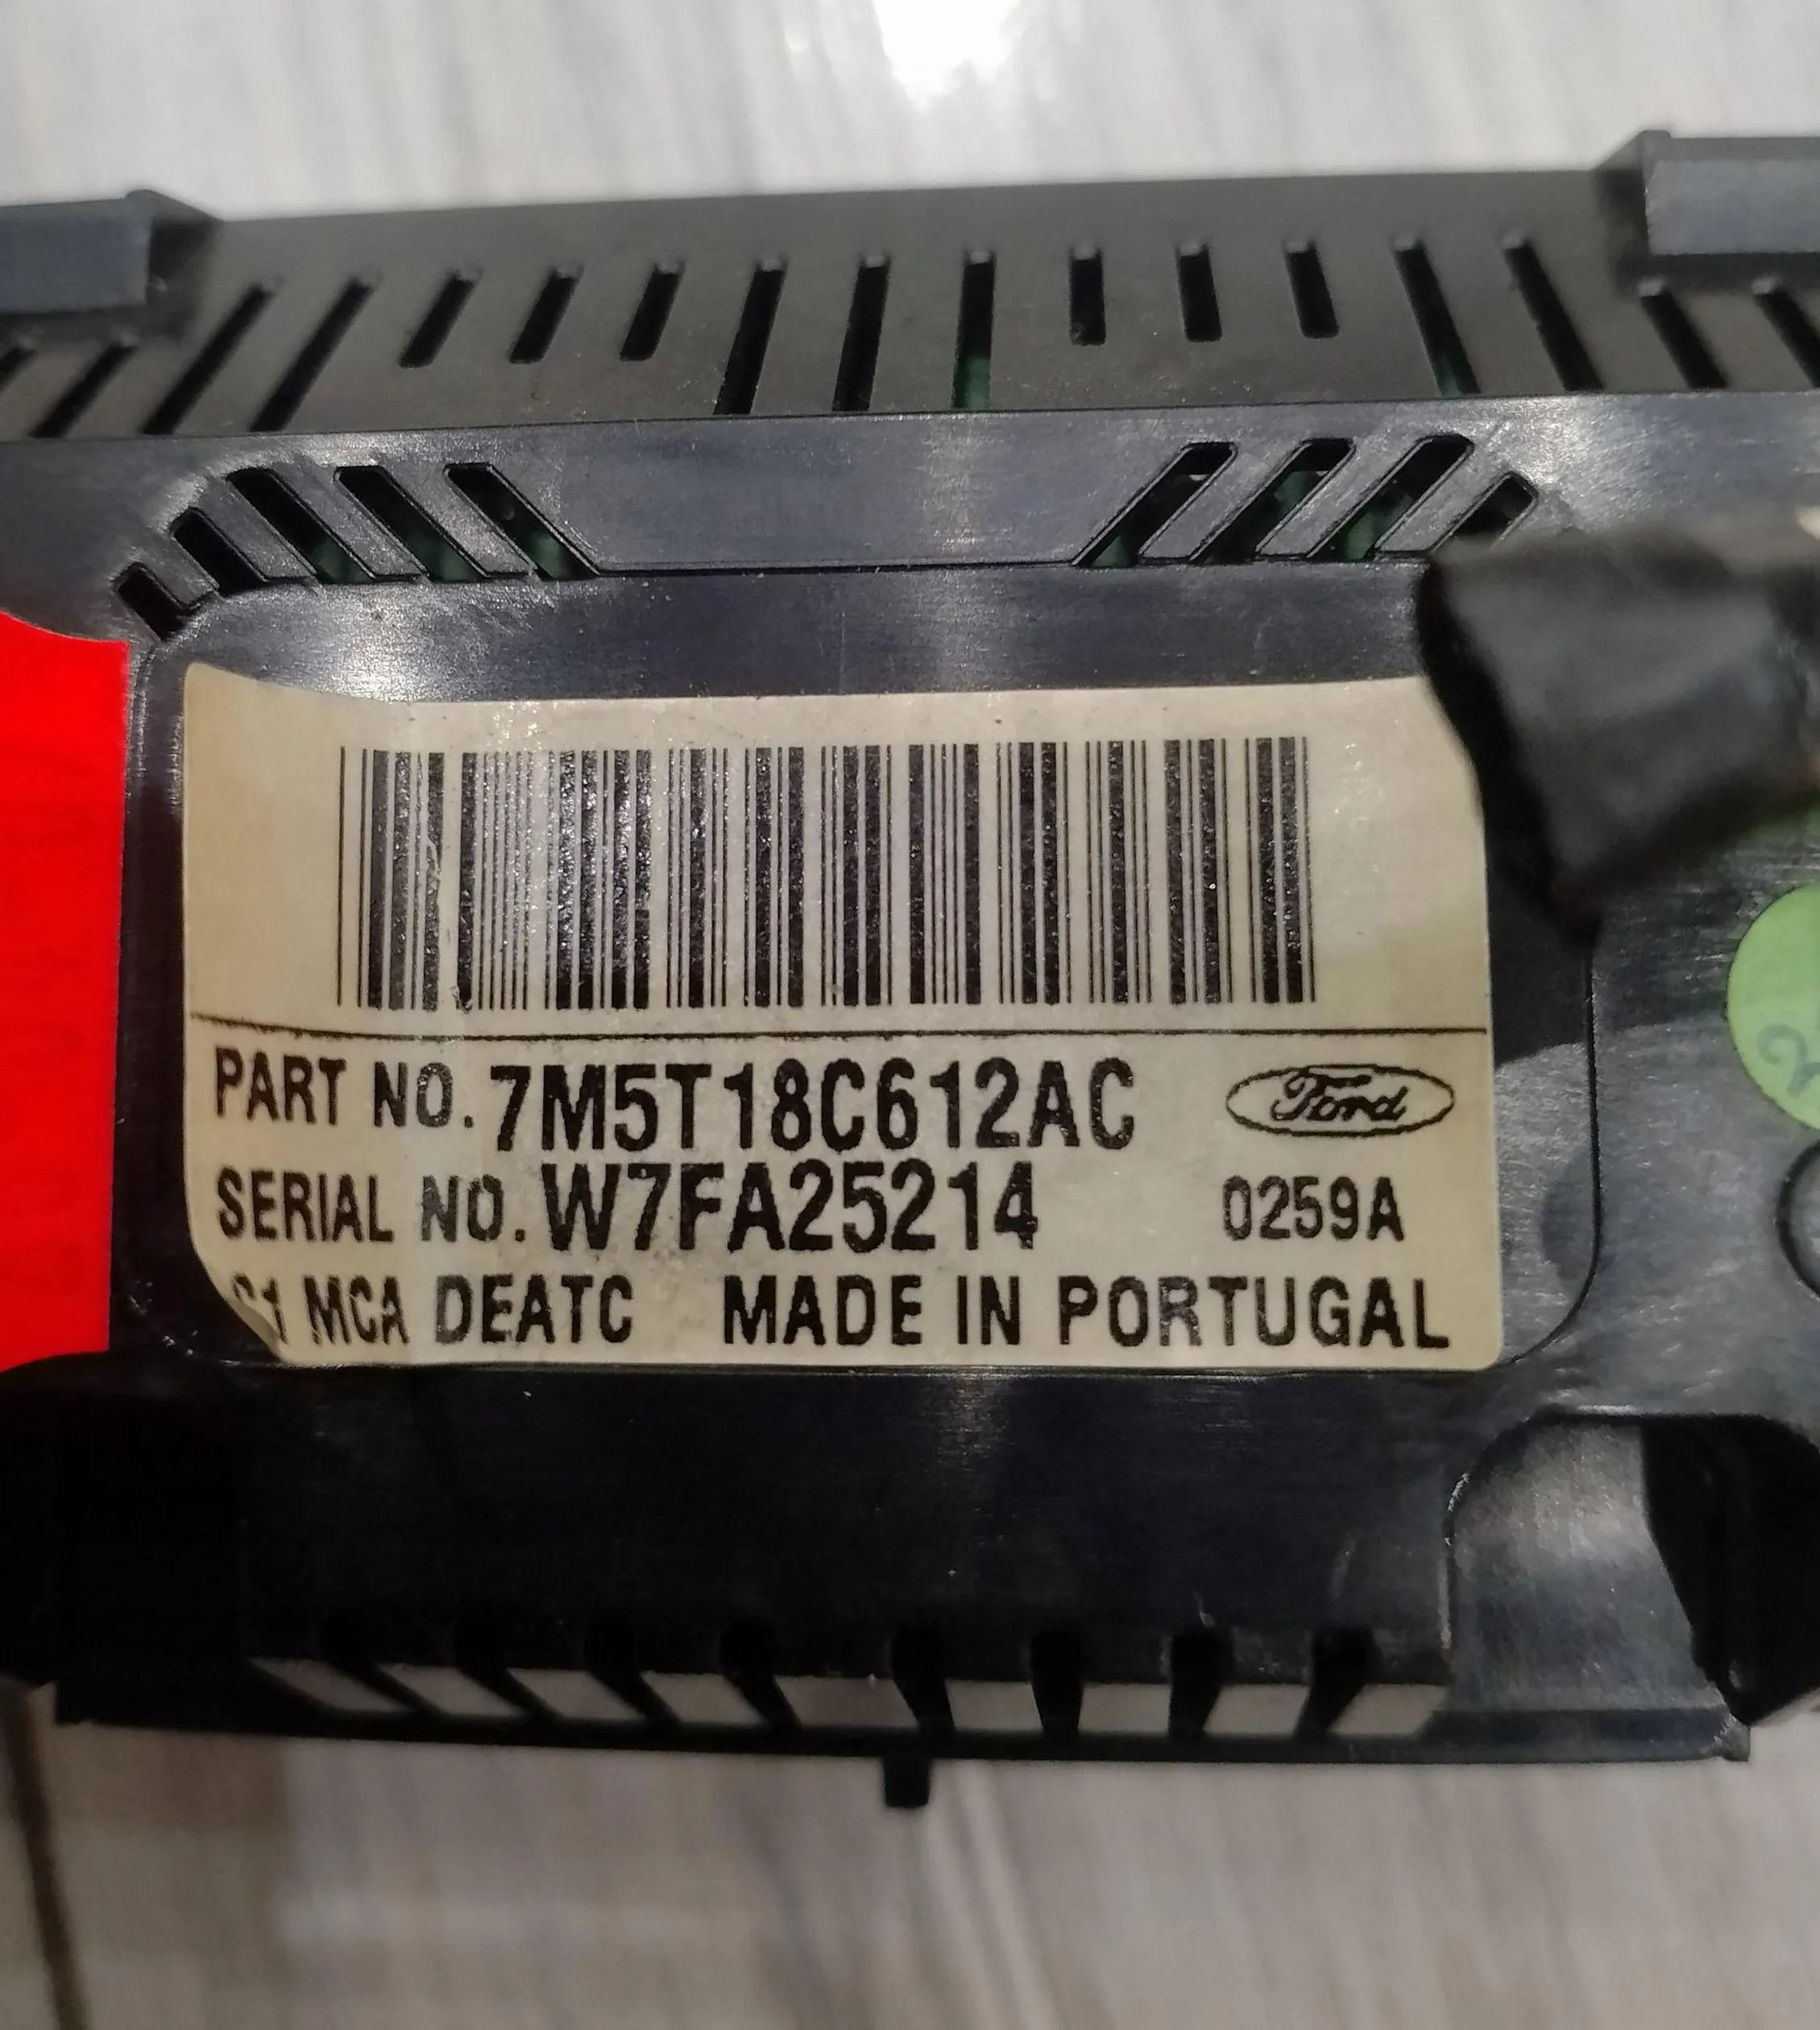 PART NO. 7M5T18C612AC Ford
SERIAL NO. W7FA25214 0259A
MCA DEATC MADE IN PORTUGAL